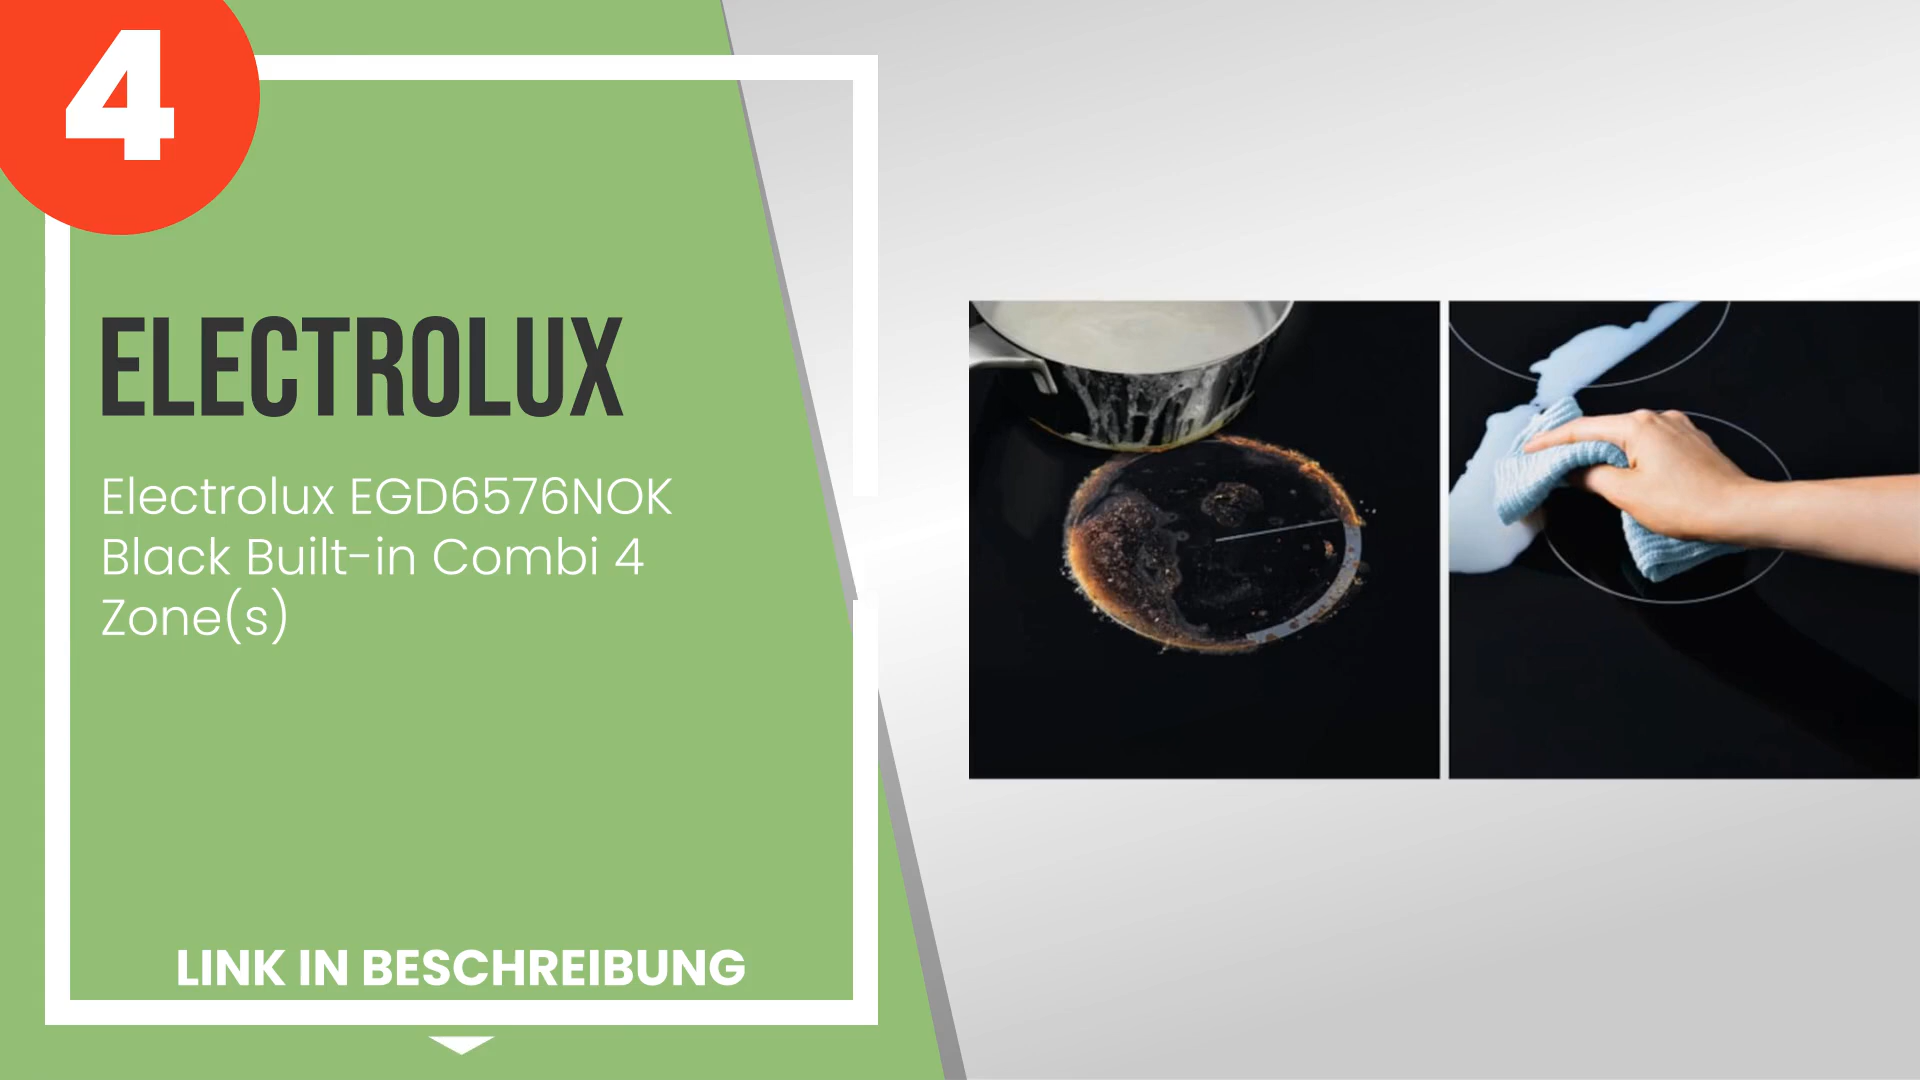 4
ELECTROLUX
Electrolux EGD6576NOK
Black Built-in Combi 4
Zone(s)
LINK IN BESCHREIBUNG